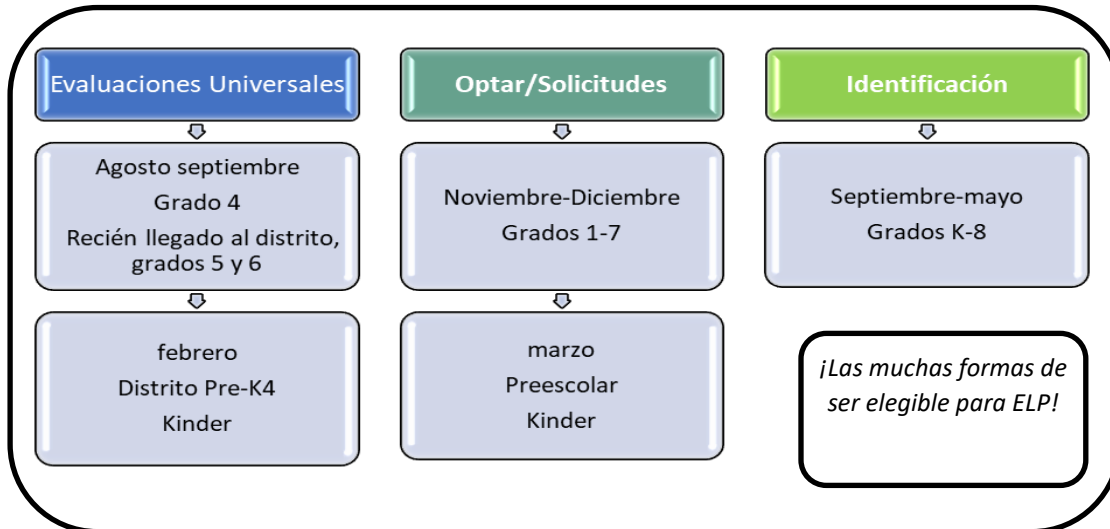 Evaluaciones Universales
Agosto septiembre
Grado 4
Recién llegado al distrito,
grados 5 y 6
febrero
Distrito Pre-K4
Kinder
Optar/Solicitudes
Noviembre-Diciembre
Grados 1-7
marzo
Preescolar
Kinder
Identificación
Septiembre-mayo
Grados K-8
¡Las muchas formas de
ser elegible para ELP!